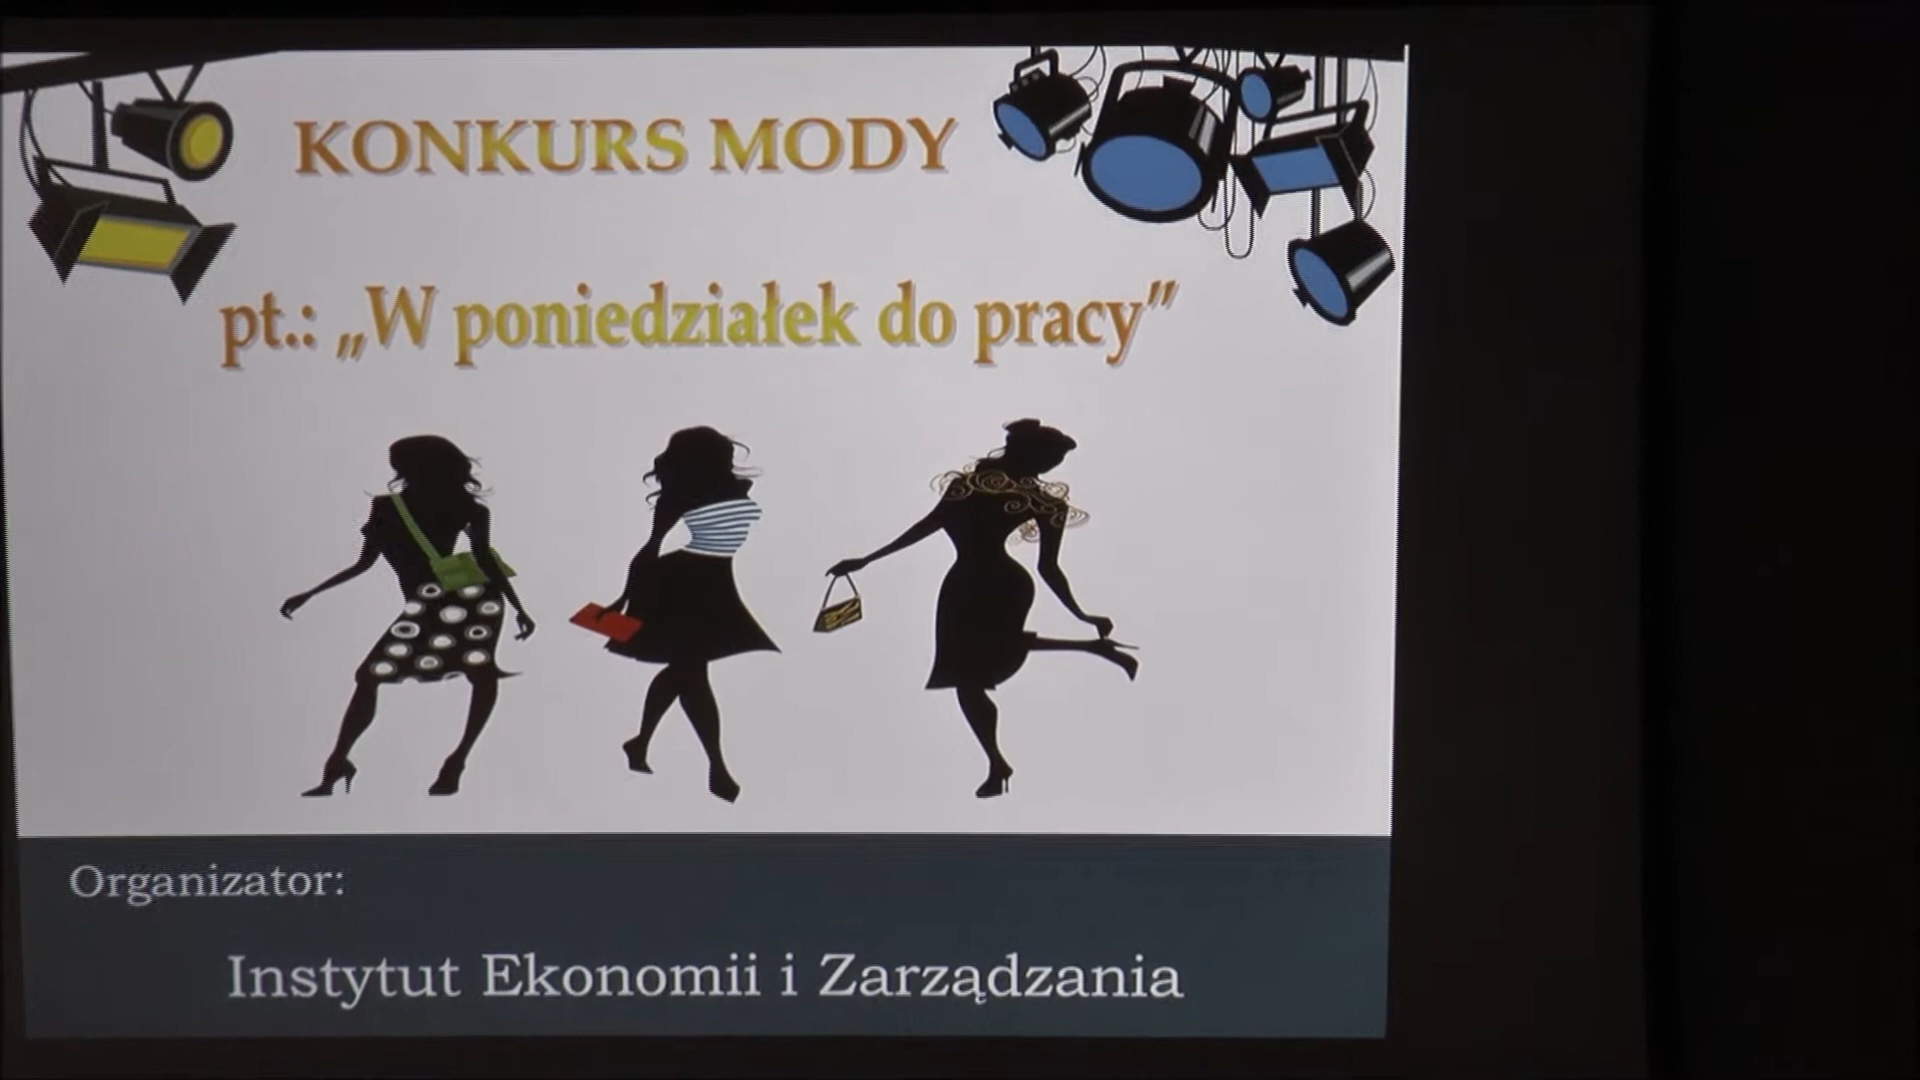 KONKURS MODY
pt.: „W poniedziałek do pracy”
Organizator:
Instytut Ekonomii i Zarządzania